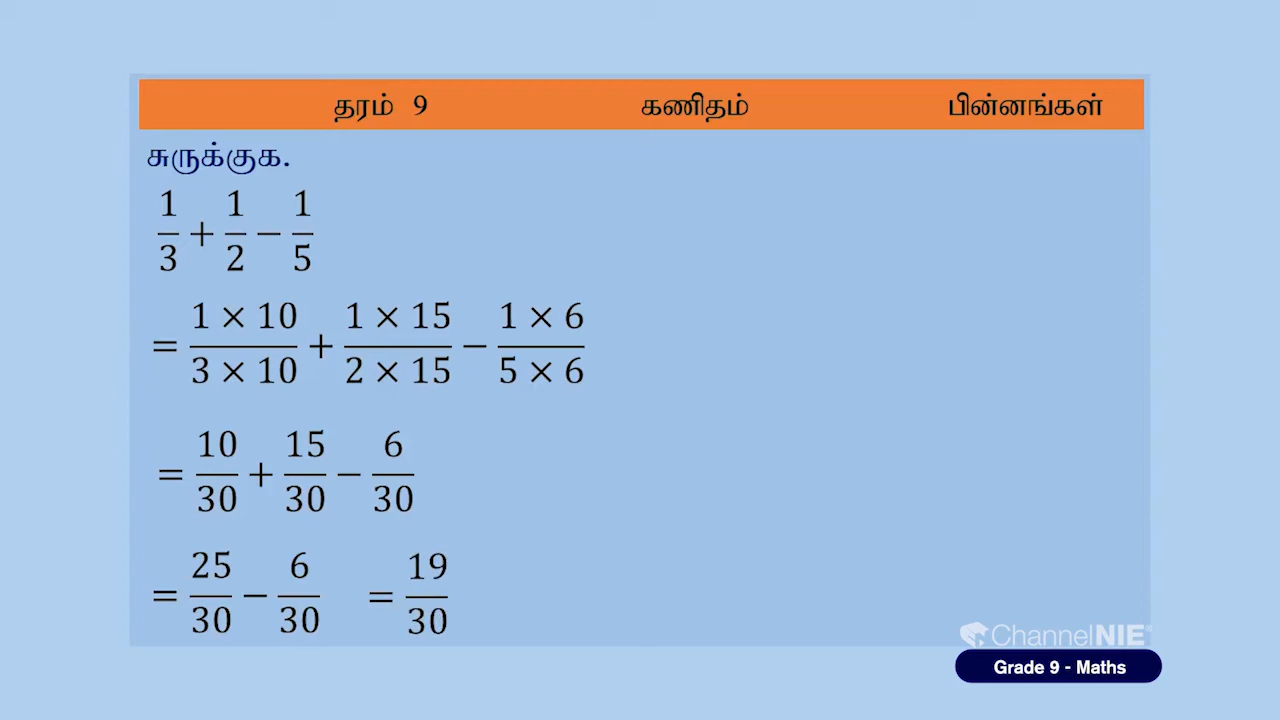 தரம் 9 கணிதம் பின்னங்கள்
சுருக்குக.
1/3 + 1/2 − 1/5
= (1 × 10)/(3 × 10) + (1 × 15)/(2 × 15) − (1 × 6)/(5 × 6)
= 10/30 + 15/30 − 6/30
= 25/30 − 6/30 = 19/30
ChannelNIE®
Grade 9 - Maths